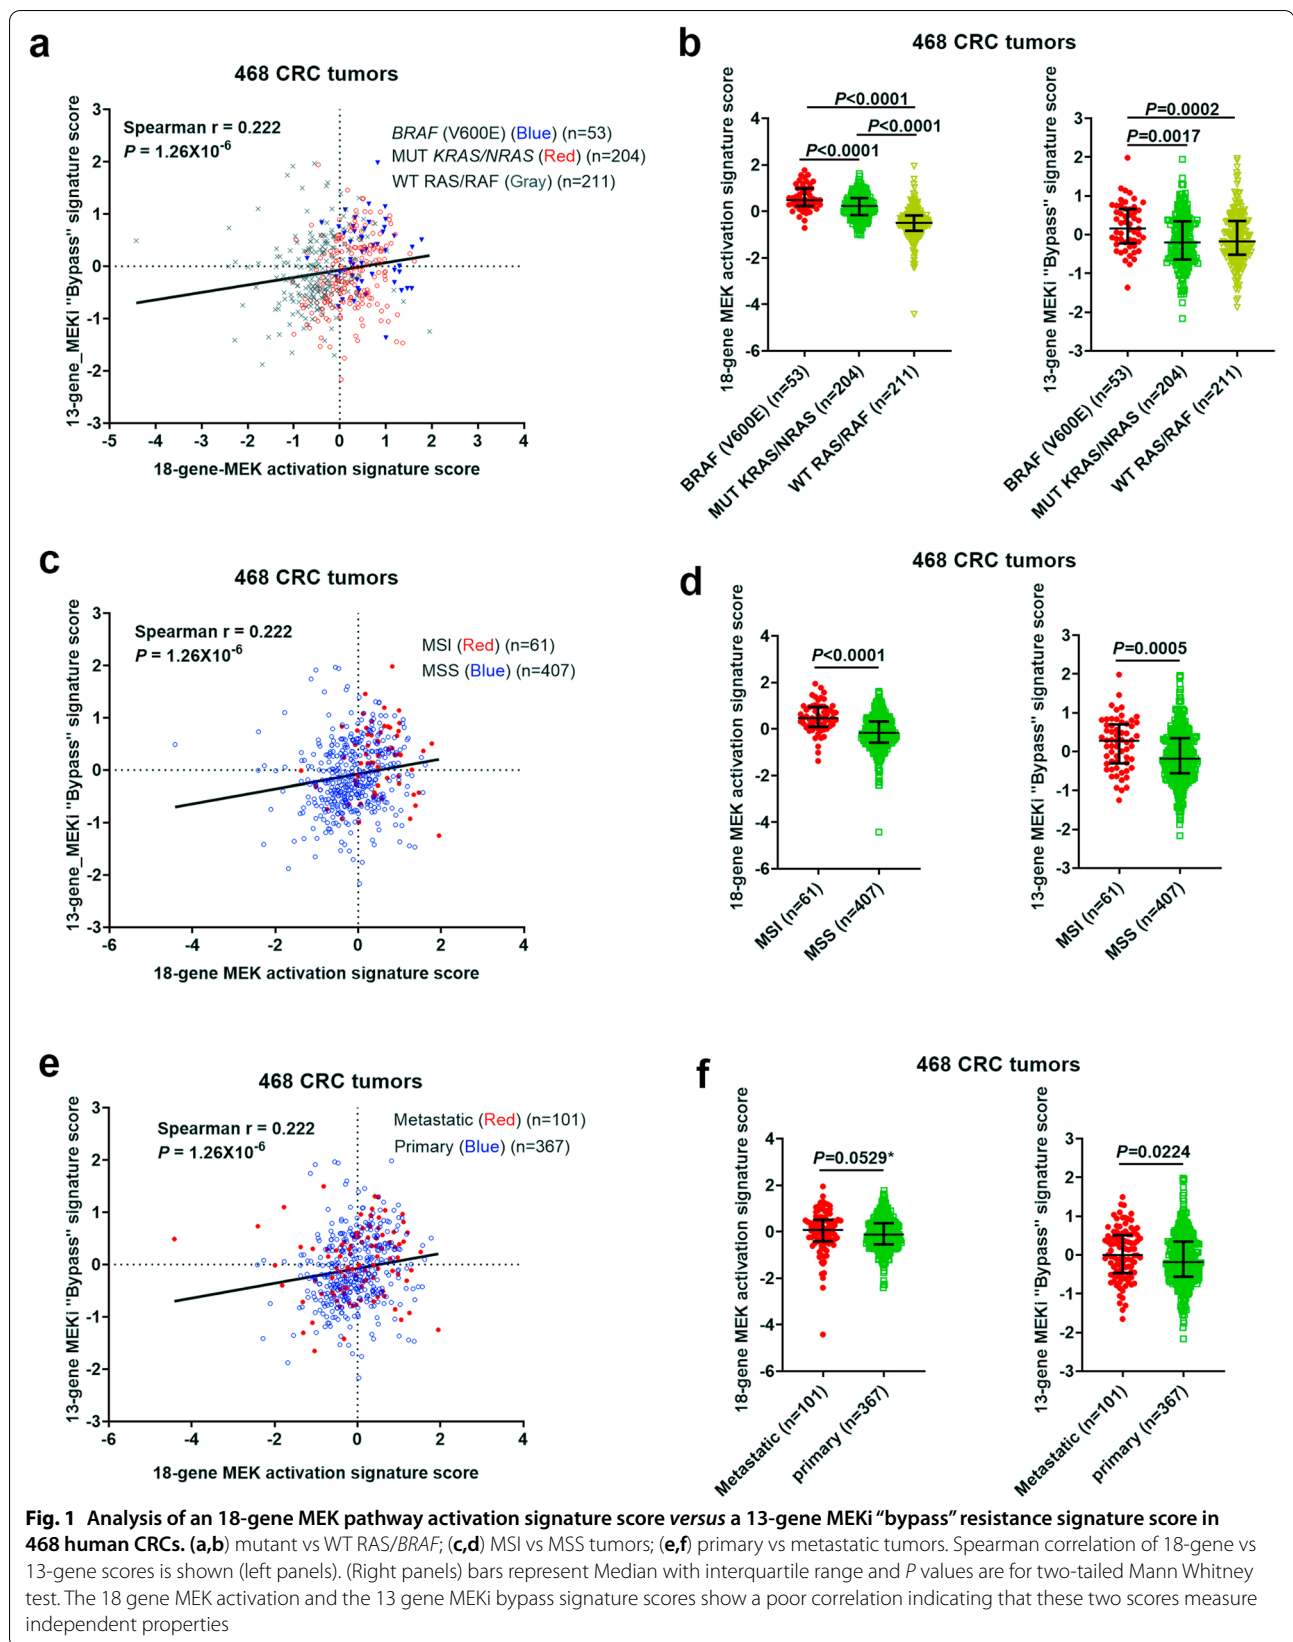 a
468 CRC tumors
Spearman r = 0.222
P = 1.26X10-6
BRAF (V600E) (Blue) (n=53)
MUT KRAS/NRAS (Red) (n=204)
WT RAS/RAF (Gray) (n=211)
13-gene_MEKi "Bypass" signature score
3
2
1
0
-1
-2
-3
-5 -4 -3 -2 -1 0 1 2 3 4
18-gene-MEK activation signature score
b
468 CRC tumors
18-gene MEK activation signature score
4
2
0
-2
-4
-6
P<0.0001
P<0.0001
P<0.0001
BRAF (V600E) (n=53)
MUT KRAS/NRAS (n=204)
WT RAS/RAF (n=211)
13-gene MEKi "Bypass" signature score
3
2
1
0
-1
-2
-3
P=0.0002
P=0.0017
BRAF (V600E) (n=53)
MUT KRAS/NRAS (n=204)
WT RAS/RAF (n=211)
c
468 CRC tumors
Spearman r = 0.222
P = 1.26X10-6
MSI (Red) (n=61)
MSS (Blue) (n=407)
13-gene_MEKi "Bypass" signature score
3
2
1
0
-1
-2
-3
-6 -4 -2 0 2 4
18-gene MEK activation signature score
d
468 CRC tumors
18-gene MEK activation signature score
4
2
0
-2
-4
-6
P<0.0001
MSI (n=61)
MSS (n=407)
13-gene MEKi "Bypass" signature score
3
2
1
0
-1
-2
-3
P=0.0005
MSI (n=61)
MSS (n=407)
e
468 CRC tumors
Spearman r = 0.222
P = 1.26X10-6
Metastatic (Red) (n=101)
Primary (Blue) (n=367)
13-gene MEKi "Bypass" signature score
3
2
1
0
-1
-2
-3
-6 -4 -2 0 2 4
18-gene MEK activation signature score
f
468 CRC tumors
18-gene MEK activation signature score
4
2
0
-2
-4
-6
P=0.0529*
Metastatic (n=101)
primary (n=367)
13-gene MEKi "Bypass" signature score
3
2
1
0
-1
-2
-3
P=0.0224
Metastatic (n=101)
primary (n=367)
Fig. 1 Analysis of an 18-gene MEK pathway activation signature score versus a 13-gene MEKi “bypass” resistance signature score in
468 human CRCs. (a,b) mutant vs WT RAS/BRAF; (c,d) MSI vs MSS tumors; (e,f) primary vs metastatic tumors. Spearman correlation of 18-gene vs
13-gene scores is shown (left panels). (Right panels) bars represent Median with interquartile range and P values are for two-tailed Mann Whitney
test. The 18 gene MEK activation and the 13 gene MEKi bypass signature scores show a poor correlation indicating that these two scores measure
independent properties